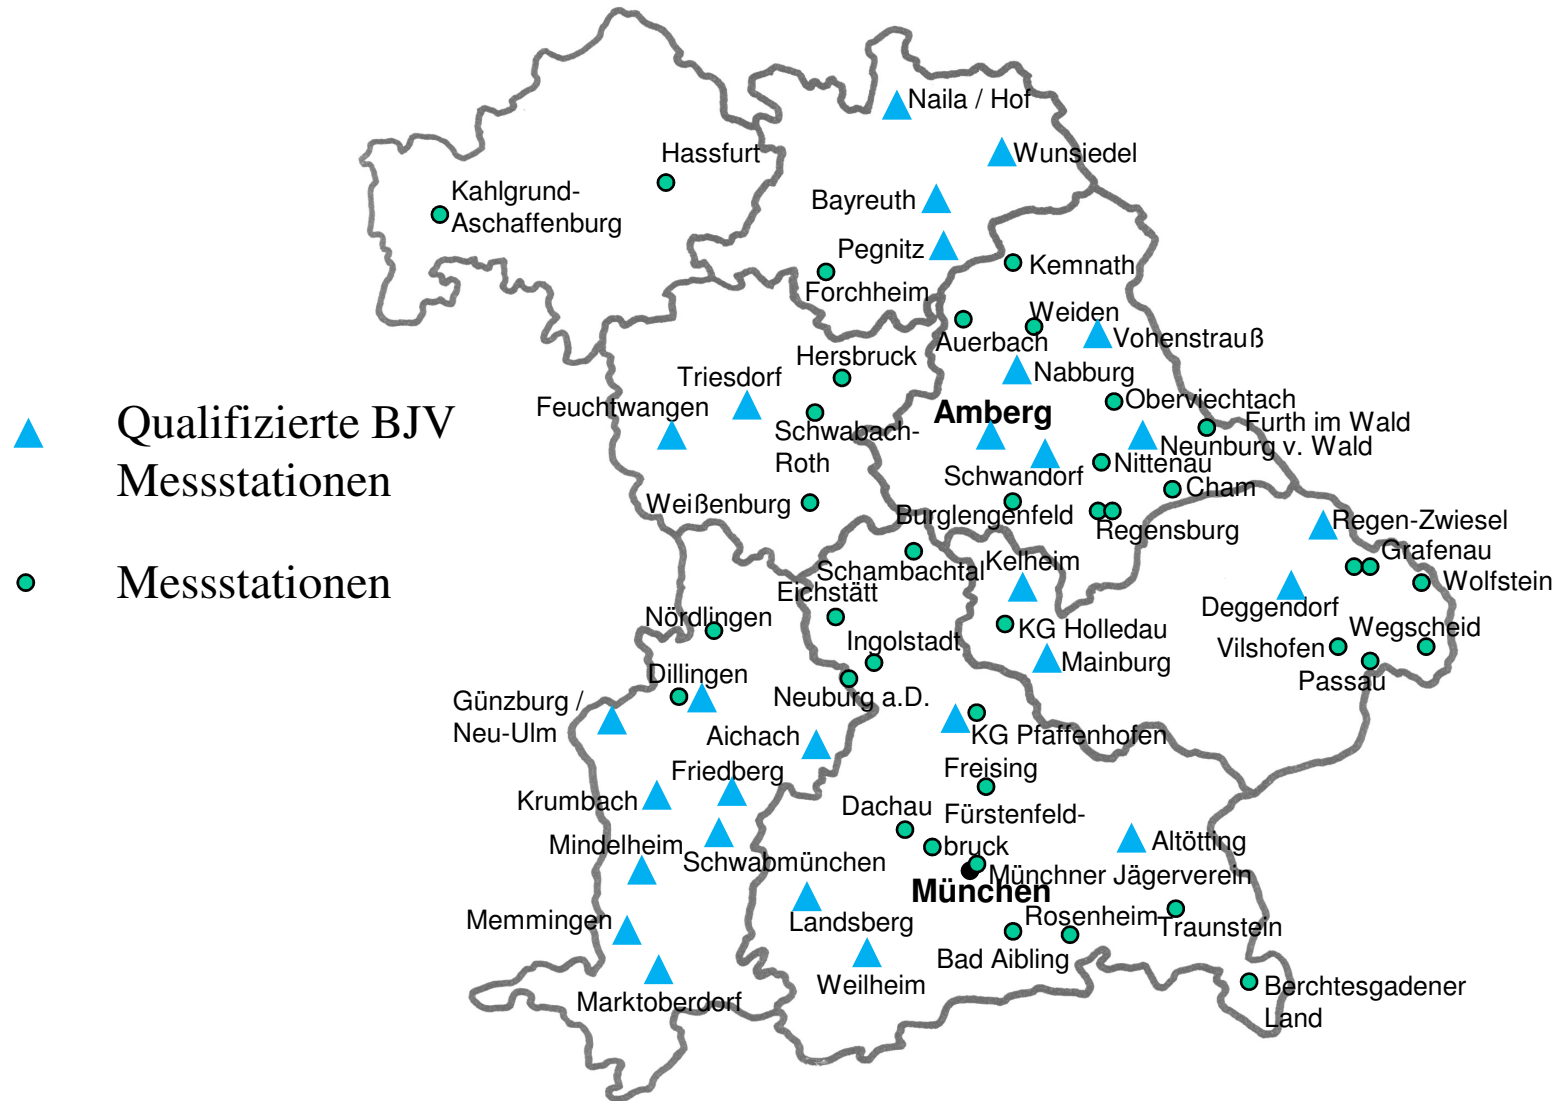 Naila / Hof
Wunsiedel
Hassfurt
Kahlgrund-
Aschaffenburg
Bayreuth
Pegnitz
Kemnath
Forchheim
Weiden
Vohenstrauß
Auerbach
Hersbruck
Triesdorf
Nabburg
Feuchtwangen
Oberviechtach
Amberg
Furth im Wald
Schwabach-
Roth
Neunburg v. Wald
Nittenau
Schwandorf
Cham
Weißenburg
Burglengenfeld
Regensburg
Regen-Zwiesel
Grafenau
Kelheim
Schambachtal
Wolfstein
Eichstätt
Deggendorf
Nördlingen
KG Holledau
Wegscheid
Ingolstadt
Vilshofen
Mainburg
Passau
Dillingen
Neuburg a.D.
Günzburg /
Neu-Ulm
Aichach
KG Pfaffenhofen
Friedberg
Freising
Krumbach
Dachau
Fürstenfeld-
bruck
Mindelheim
Altötting
Schwabmünchen
Münchner Jägerverein
München
Memmingen
Landsberg
Rosenheim
Traunstein
Bad Aibling
Weilheim
Marktoberdorf
Berchtesgadener
Land
Qualifizierte BJV
Messstationen
Messstationen